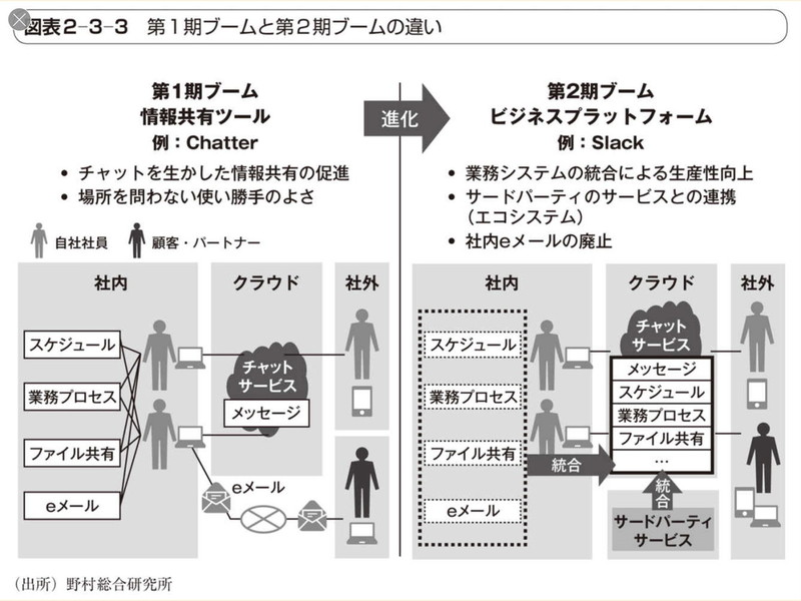 図表2-3-3 第1期ブームと第2期ブームの違い
第1期ブーム
情報共有ツール
例：Chatter
• チャットを生かした情報共有の促進
• 場所を問わない使い勝手のよさ
進化
第2期ブーム
ビジネスプラットフォーム
例：Slack
• 業務システムの統合による生産性向上
• サードパーティのサービスとの連携
（エコシステム）
• 社内eメールの廃止
自社社員
顧客・パートナー
社内
クラウド
社外
スケジュール
業務プロセス
ファイル共有
eメール
チャット
サービス
メッセージ
eメール
社内
クラウド
社外
スケジュール
業務プロセス
ファイル共有
eメール
チャット
サービス
メッセージ
スケジュール
業務プロセス
ファイル共有
…
統合
統合
サードパーティ
サービス
（出所）野村総合研究所